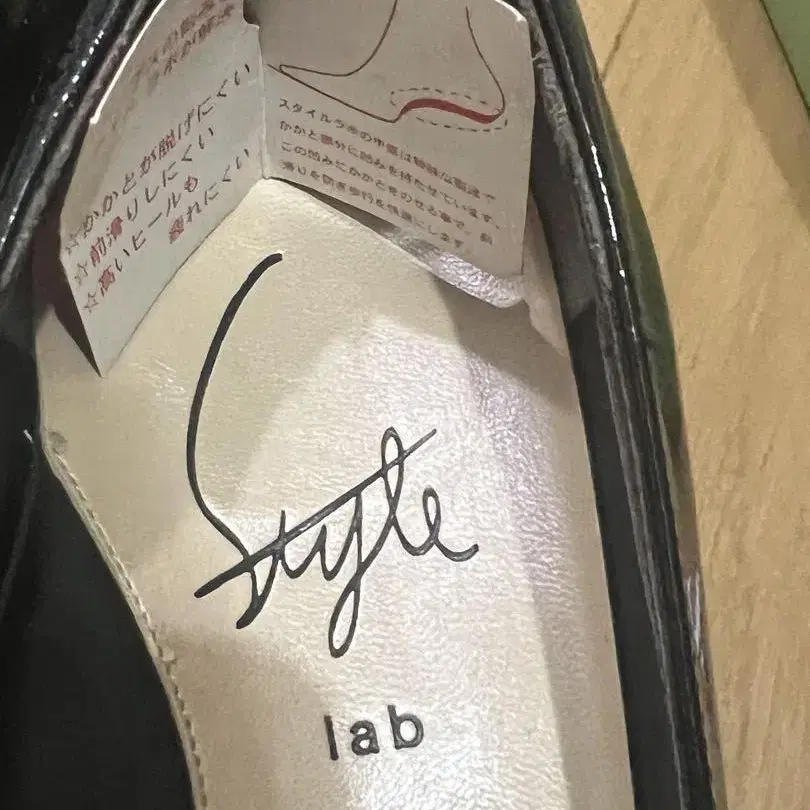 ☆かかとが脱げにくい
☆前滑りしにくい
☆高いヒールも
疲れにくい
スタイルラボの中敷は特殊な製法で
かかと部分に凹みを持たせています。
この凹みにかかとをのせる事で、前
滑りを防ぎ歩行を快適にします
Style
lab